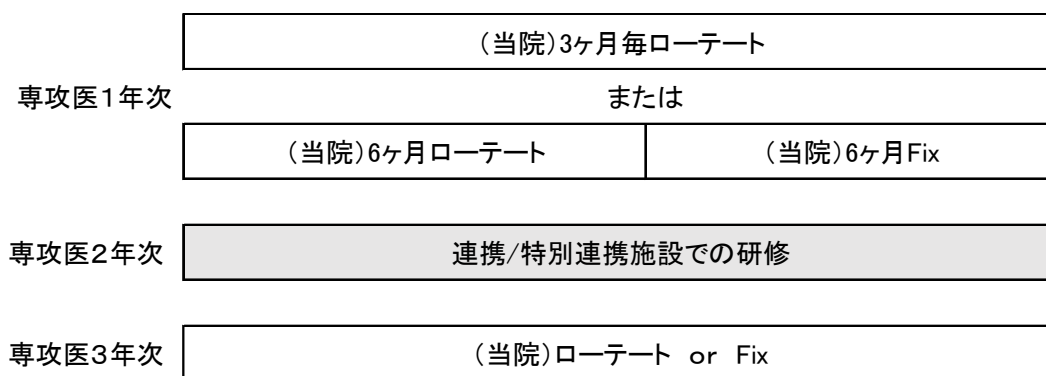 (当院)3ヶ月毎ローテート
専攻医1年次
または
(当院)6ヶ月ローテート
(当院)6ヶ月Fix
専攻医2年次
連携/特別連携施設での研修
専攻医3年次
(当院)ローテート or Fix